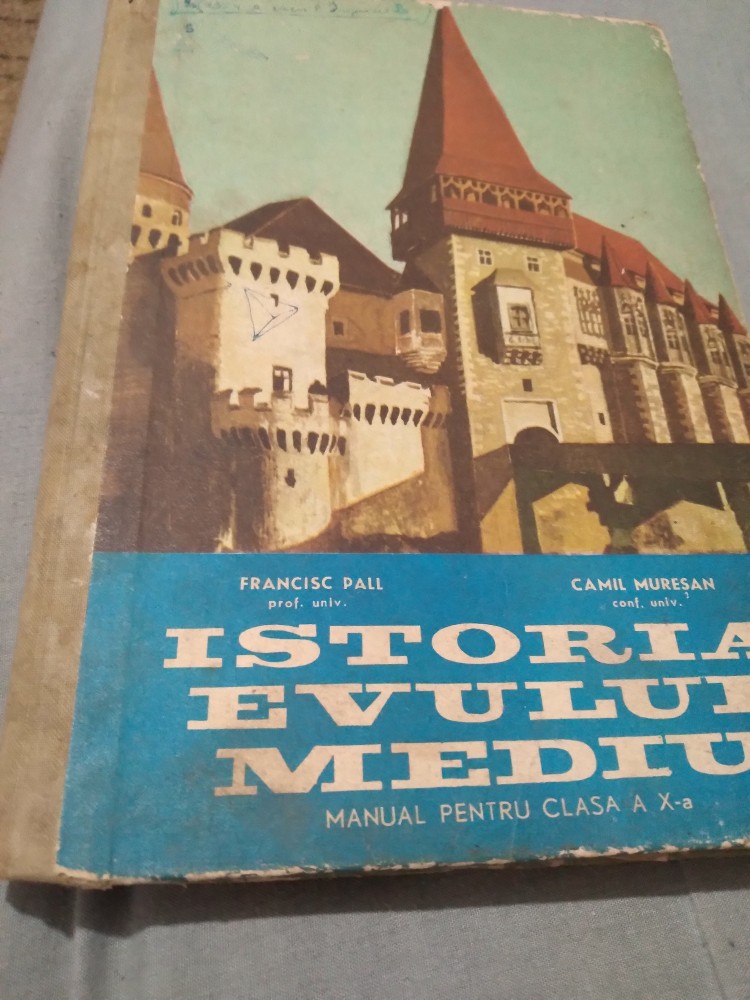 FRANCISC PALL
prof. univ.
CAMIL MUREȘAN
conf. univ.
ISTORIA
EVULUI
MEDIU
MANUAL PENTRU CLASA A X-a